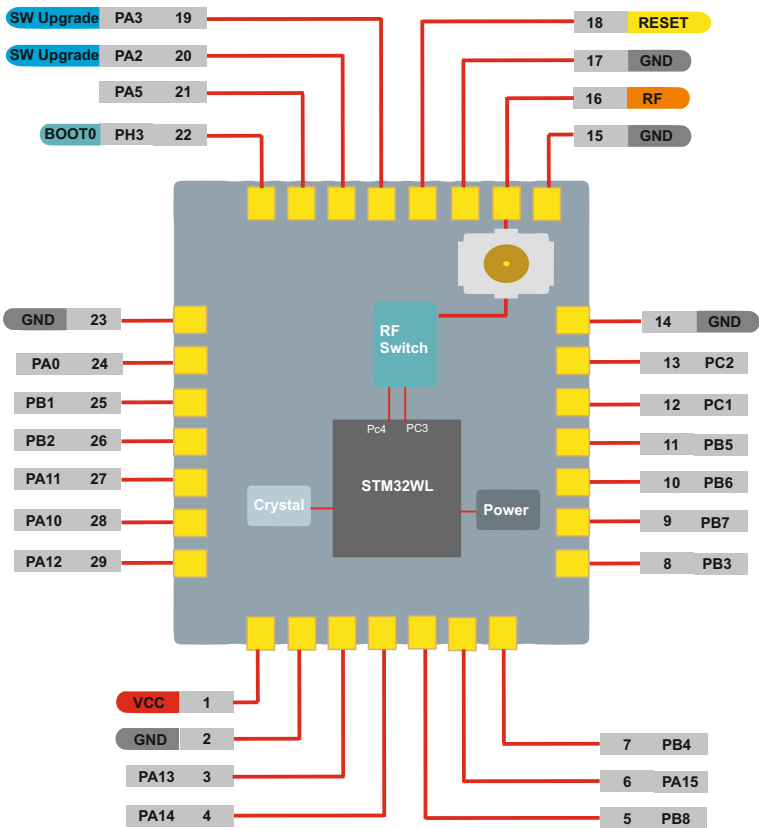 SW Upgrade PA3 19
SW Upgrade PA2 20
PA5 21
BOOT0 PH3 22
18 RESET
17 GND
16 RF
15 GND
GND 23
PA0 24
PB1 25
PB2 26
PA11 27
PA10 28
PA12 29
RF
Switch
Pc4 PC3
STM32WL
Crystal
Power
14 GND
13 PC2
12 PC1
11 PB5
10 PB6
9 PB7
8 PB3
VCC 1
GND 2
PA13 3
PA14 4
7 PB4
6 PA15
5 PB8